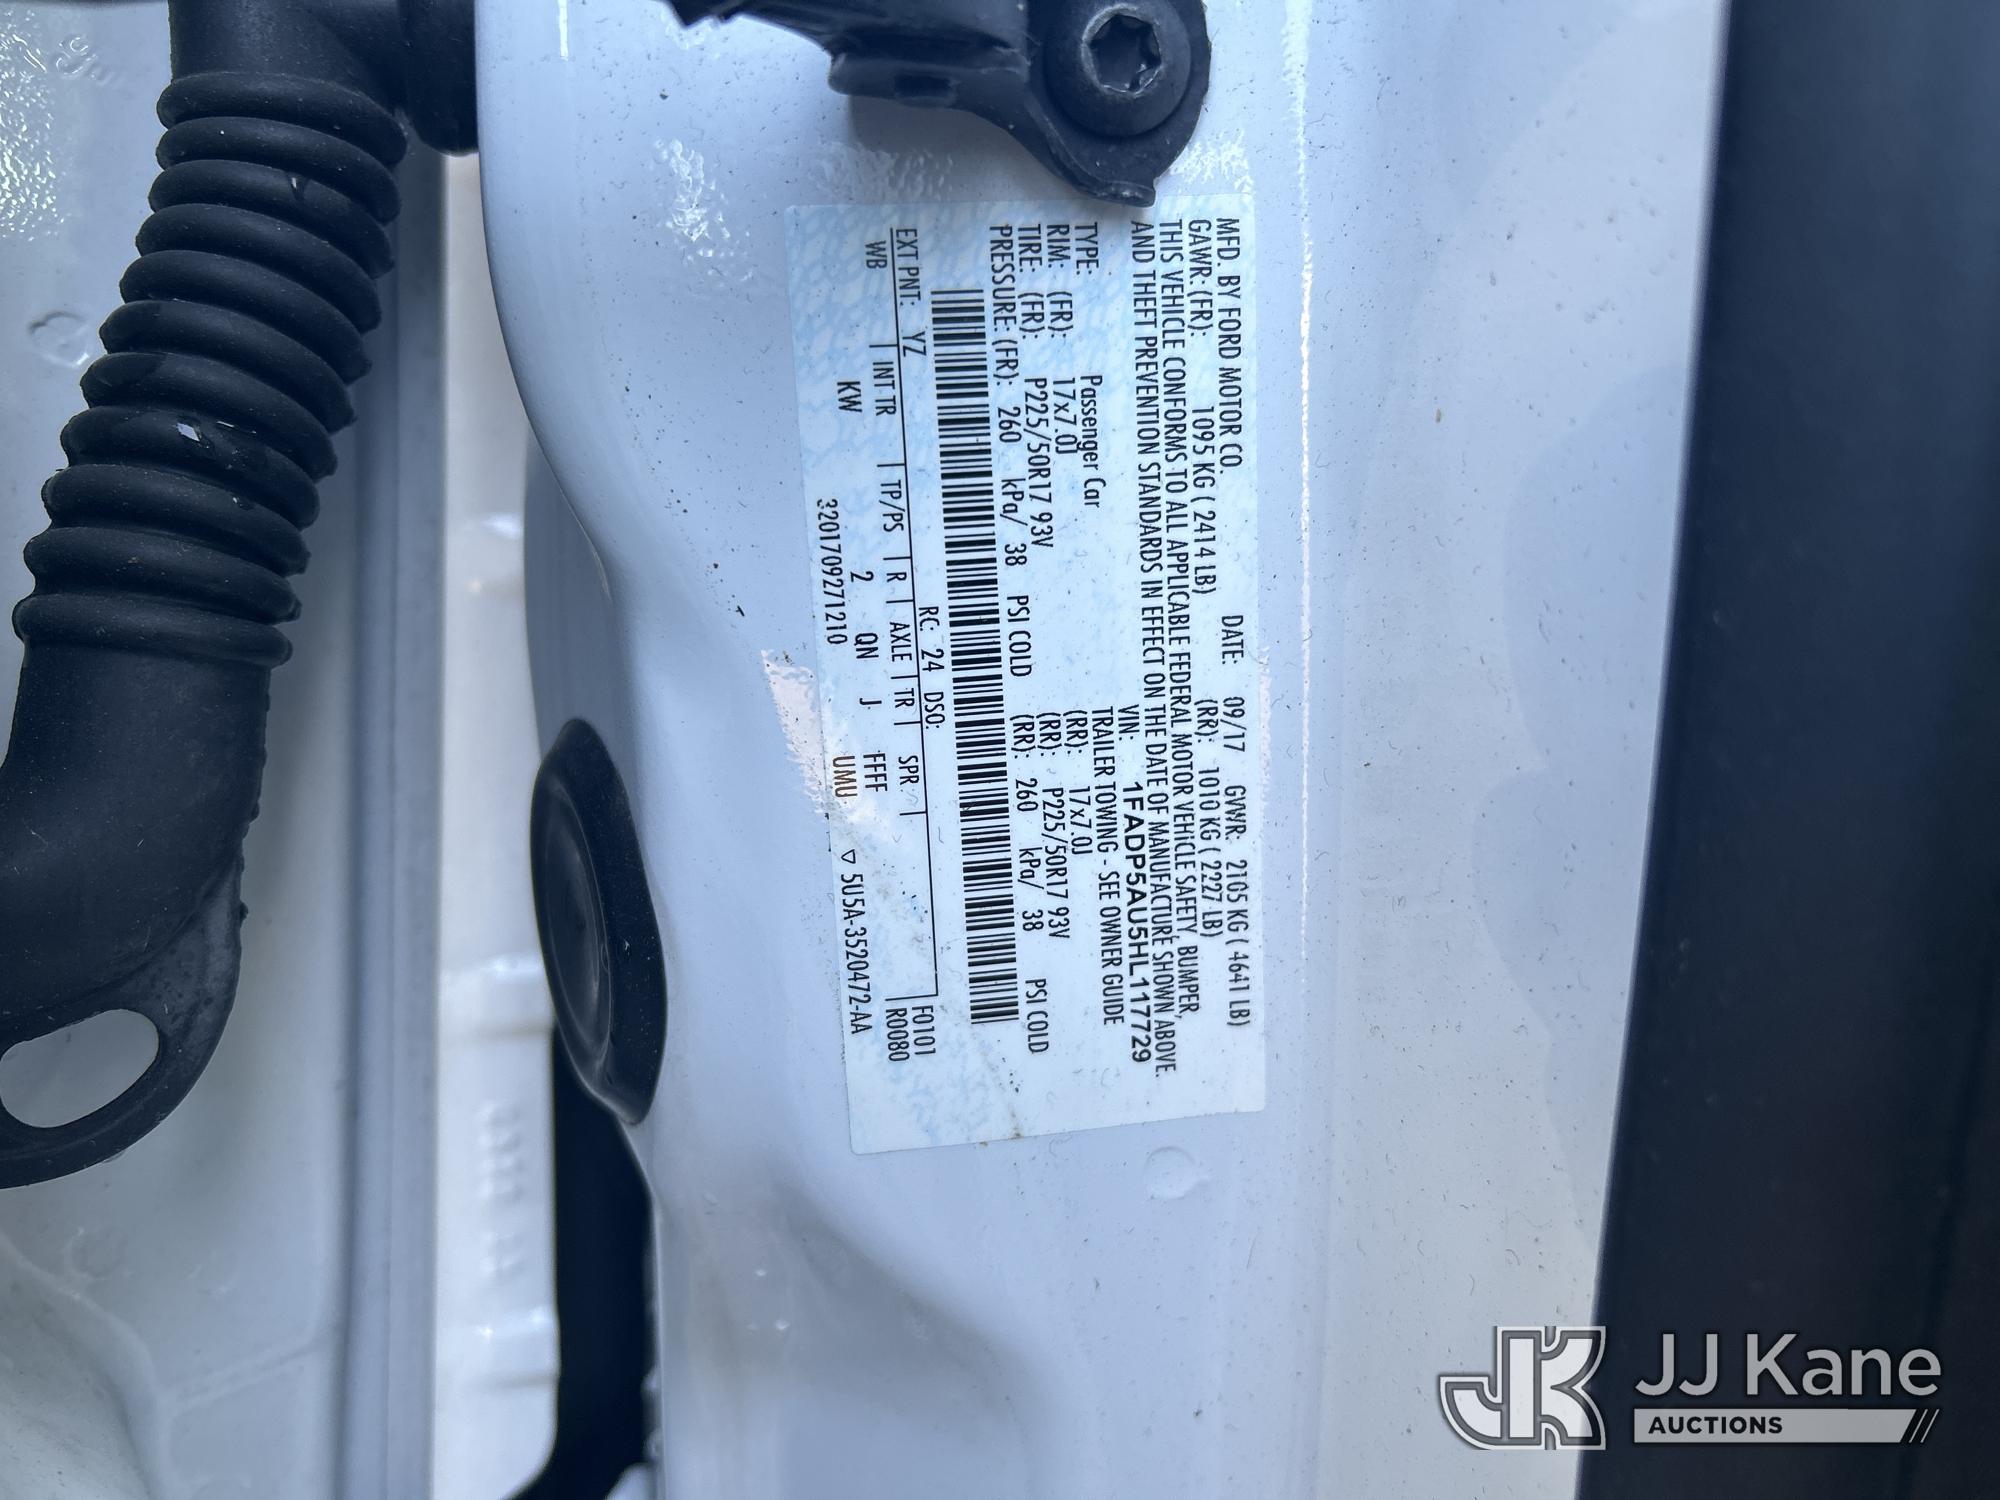 MFD. BY FORD MOTOR CO. DATE: 09/17 GVWR: 2105 KG ( 4641 LB)
GAWR: (FR): 1095 KG ( 2414 LB) (RR): 1010 KG ( 2227 LB)
THIS VEHICLE CONFORMS TO ALL APPLICABLE FEDERAL MOTOR VEHICLE SAFETY, BUMPER,
AND THEFT PREVENTION STANDARDS IN EFFECT ON THE DATE OF MANUFACTURE SHOWN ABOVE.
VIN: 1FADP5AU5HL117729
TYPE: Passenger Car TRAILER TOWING - SEE OWNER GUIDE
RIM: (FR): 17x7.0J (RR): 17x7.0J
TIRE: (FR): P225/50R17 93V (RR): P225/50R17 93V
PRESSURE: (FR): 260 kPa/ 38 PSI COLD (RR): 260 kPa/ 38 PSI COLD
RC: 24 DSO: F0101
EXT PNT: YZ R0080
WB INT TR TP/PS R AXLE TR SPR
KW 2 QN J FFFF
3201709271210 UMU 5U5A-3520472-AA
JJ Kane
AUCTIONS